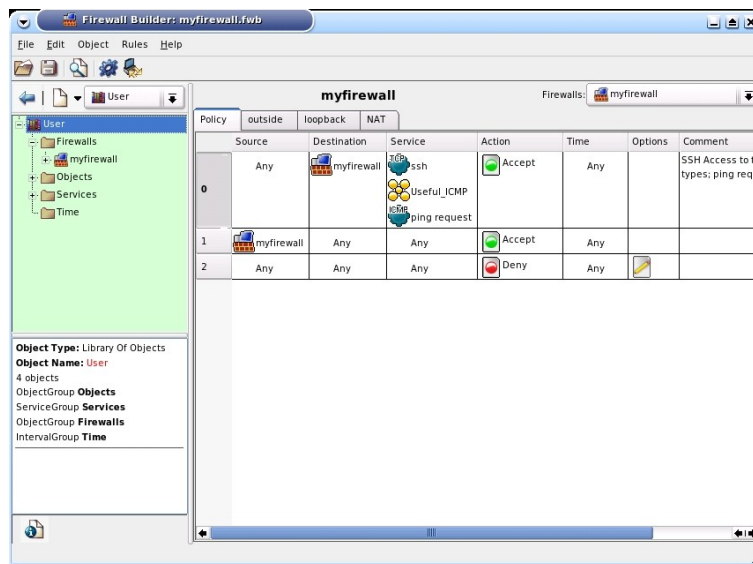 Firewall Builder: myfirewall.fwb
File Edit Object Rules Help
User
myfirewall
Firewalls: myfirewall
User
Firewalls
myfirewall
Objects
Services
Time
Policy outside loopback NAT
Source Destination Service Action Time Options Comment
0 Any myfirewall TCP ssh Accept Any SSH Access to
Useful_ICMP types; ping req
ICMP ping request
1 myfirewall Any Any Accept Any
2 Any Any Any Deny Any
Object Type: Library Of Objects
Object Name: User
4 objects
ObjectGroup Objects
ServiceGroup Services
ObjectGroup Firewalls
IntervalGroup Time